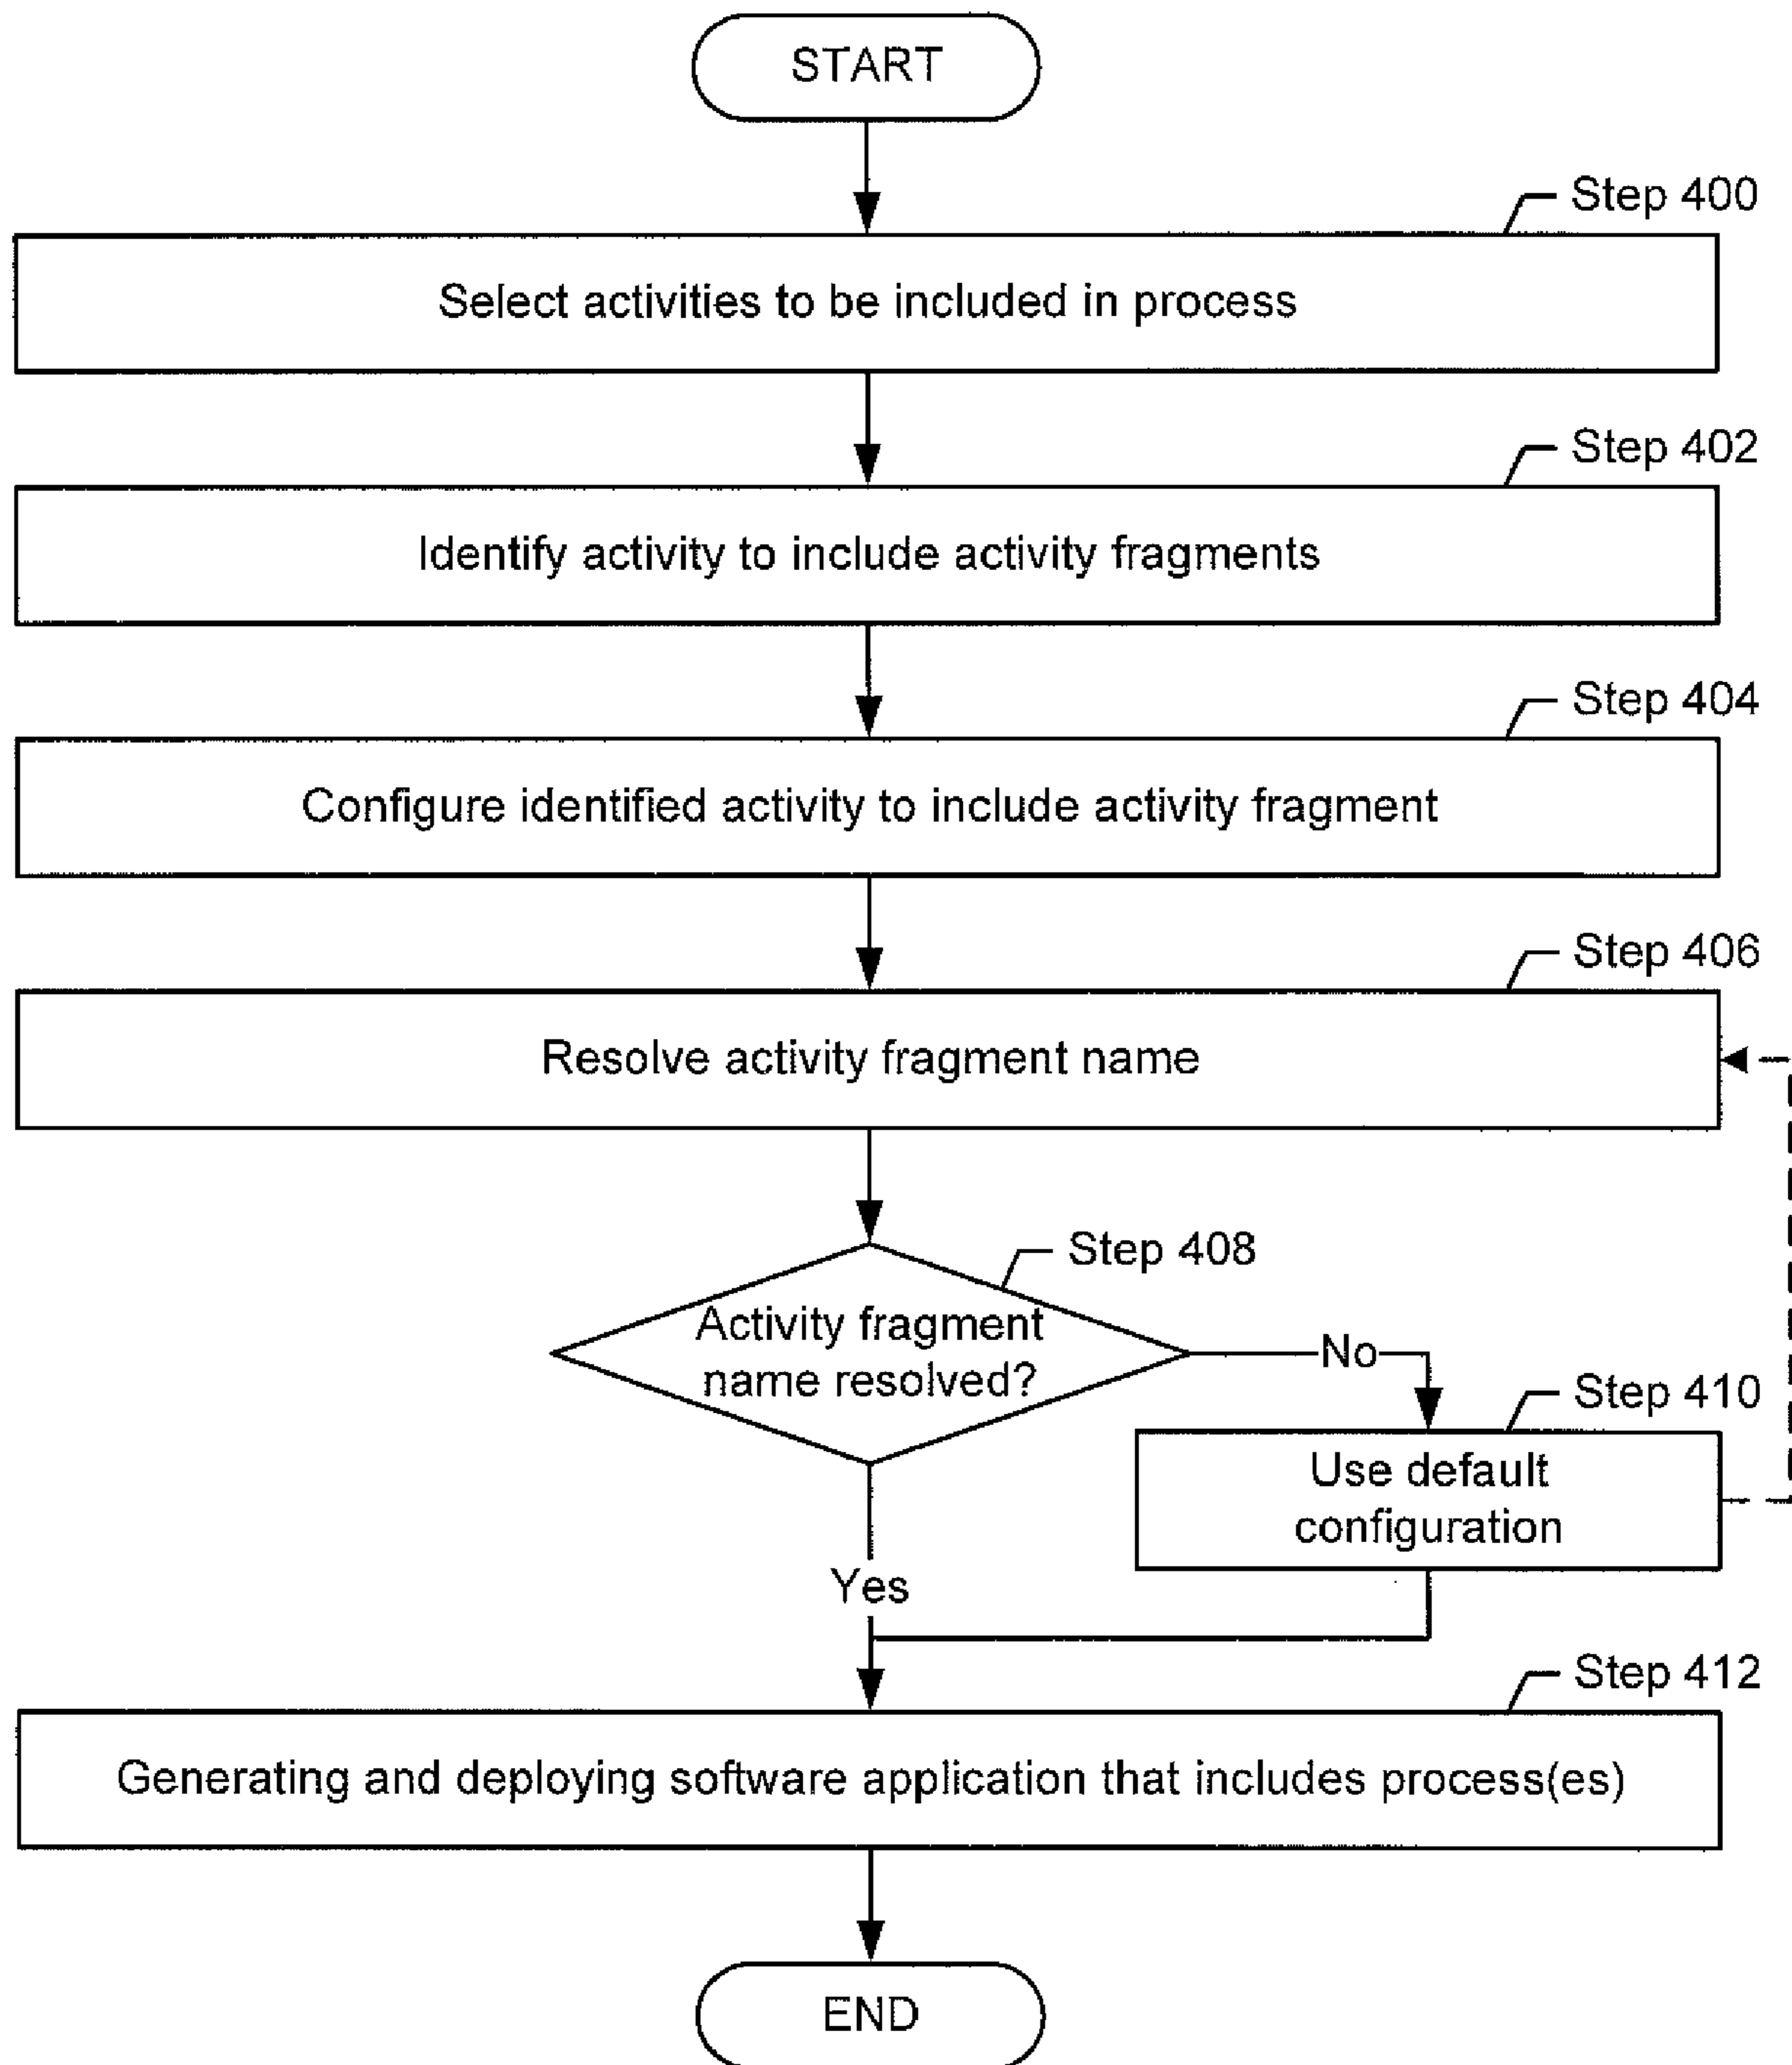 START
Step 400
Select activities to be included in process
Step 402
Identify activity to include activity fragments
Step 404
Configure identified activity to include activity fragment
Step 406
Resolve activity fragment name
Step 408
Activity fragment
name resolved?
No
Step 410
Use default
configuration
Yes
Step 412
Generating and deploying software application that includes process(es)
END